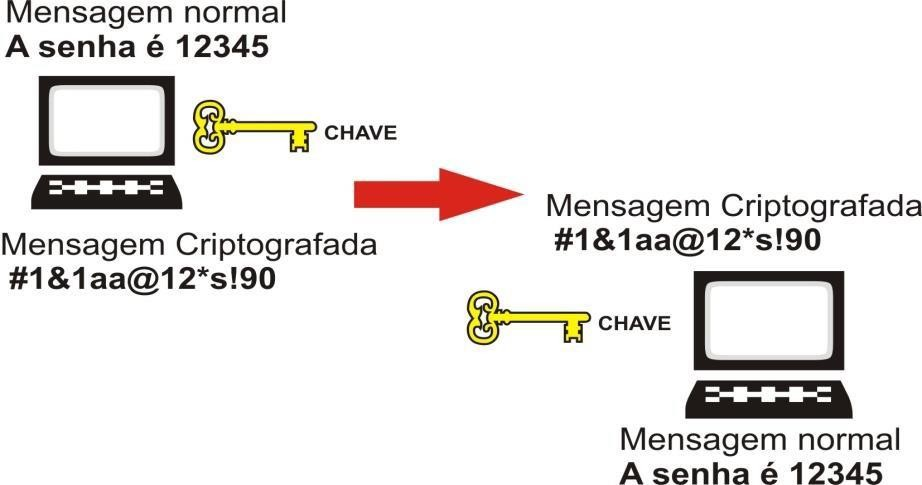 Mensagem normal
A senha é 12345
CHAVE
Mensagem Criptografada
#1&1aa@12*s!90
Mensagem Criptografada
#1&1aa@12*s!90
CHAVE
Mensagem normal
A senha é 12345